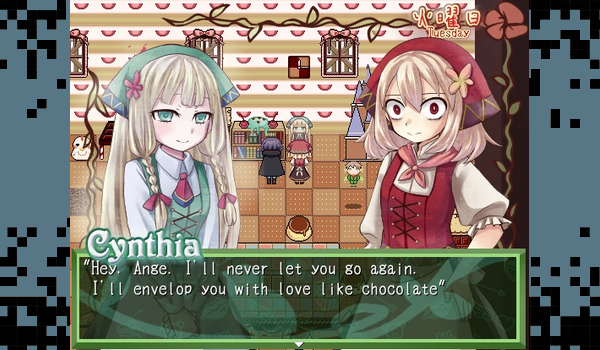 火曜日
Tuesday
Cynthia
"Hey, Ange. I'll never let you go again.
I'll envelop you with love like chocolate"